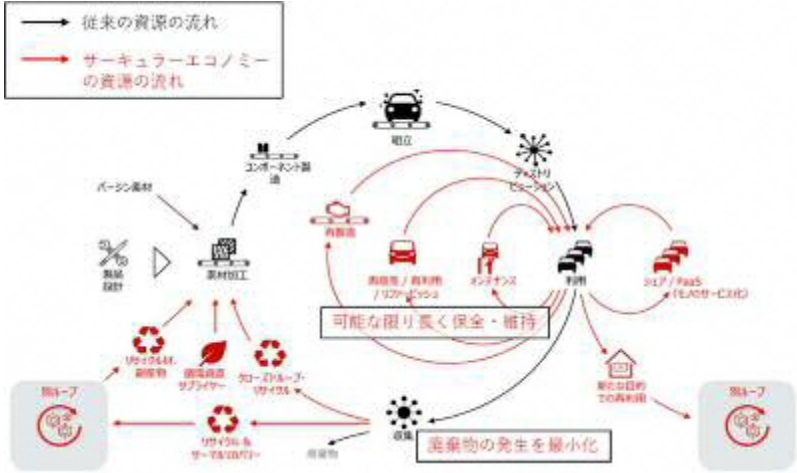 従来の資源の流れ
サーキュラーエコノミー
の資源の流れ
組立
コンポーネント製
造
ディストリ
ビューション
バージン素材
再製造
製品
設計
素材加工
再販売 / 再利用
/ リファービッシュ
メンテナンス
利用
シェア / PaaS
(モノのサービス化)
可能な限り長く保全・維持
リサイクル材、
副産物
循環資源
サプライヤー
クローズドループ・
リサイクル
新たな目的
での再利用
別ループ
別ループ
リサイクル &
サーマルリカバリー
収集
廃棄物
廃棄物の発生を最小化